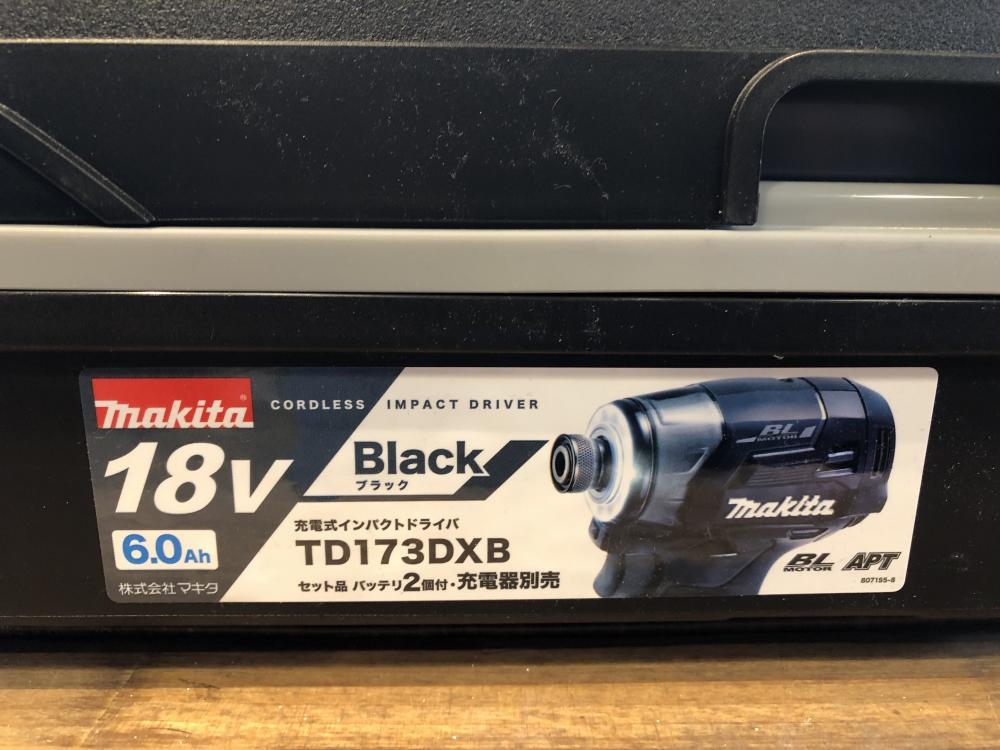 makita®
CORDLESS IMPACT DRIVER
18V
Black
ブラック
6.0Ah
充電式インパクトドライバ
TD173DXB
株式会社マキタ
セット品 バッテリ2個付・充電器別売
BL
MOTOR
makita
BL
MOTOR
APT
807155-8